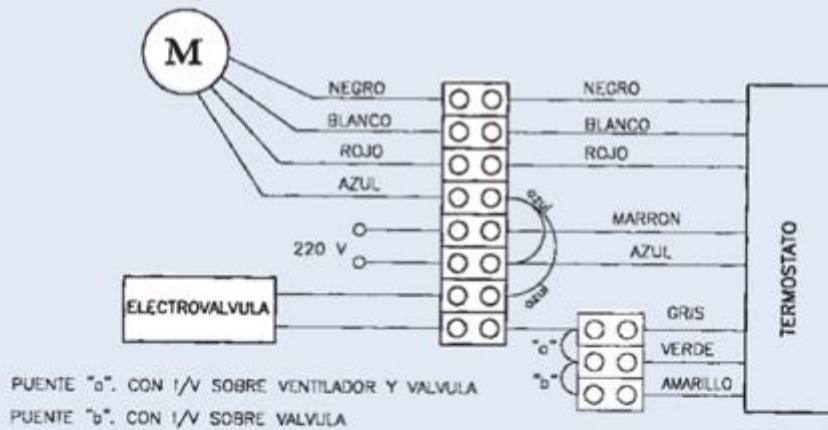 M
NEGRO NEGRO
BLANCO BLANCO
ROJO ROJO
AZUL azul
MARRON
220 V AZUL
TERMOSTATO
ELECTROVALVULA azul
GRIS
"a" VERDE
"b" AMARILLO
PUENTE "a". CON I/V SOBRE VENTILADOR Y VALVULA
PUENTE "b". CON I/V SOBRE VALVULA